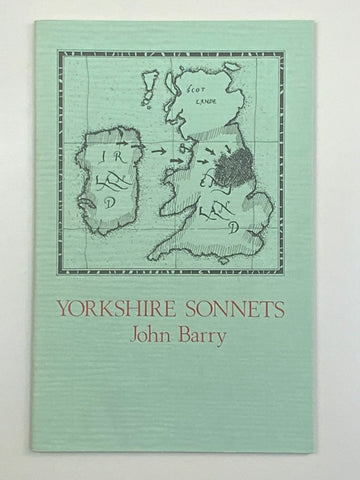 SCOT
LANDE
I R
D
D
YORKSHIRE SONNETS
John Barry